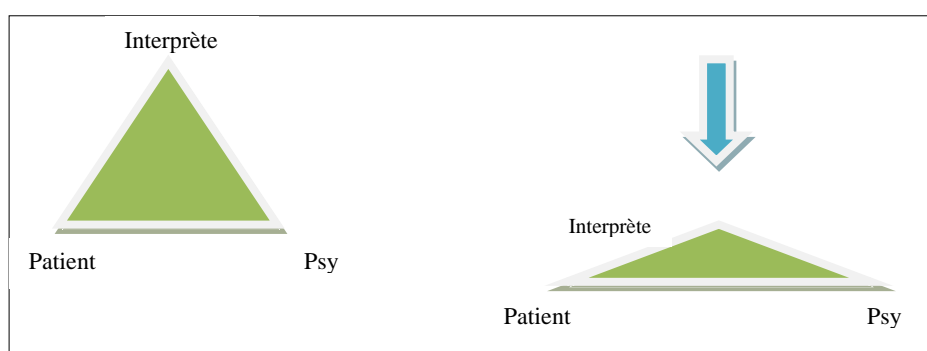 Interprète
Patient
Psy
Interprète
Patient
Psy